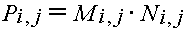 P_{i,j} = M_{i,j} · N_{i,j}